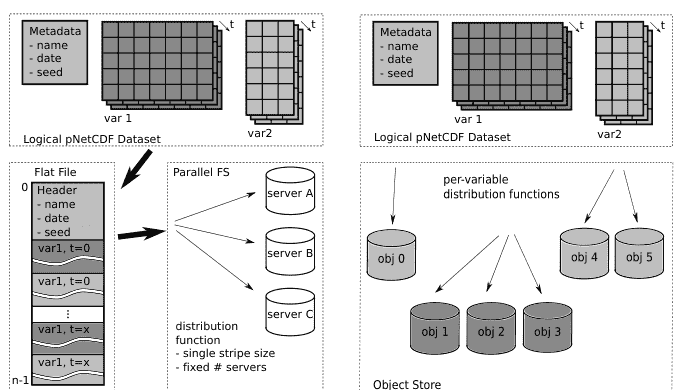 Metadata
- name
- date
- seed
t
var 1
t
var2
Logical pNetCDF Dataset
Flat File
0
Header
- name
- date
- seed
var1, t=0
var1, t=0
⋮
var1, t=x
var1, t=x
n-1
Parallel FS
server A
server B
server C
distribution
function
- single stripe size
- fixed # servers
Metadata
- name
- date
- seed
t
var 1
t
var2
Logical pNetCDF Dataset
per-variable
distribution functions
obj 0
obj 4
obj 5
obj 1
obj 2
obj 3
Object Store